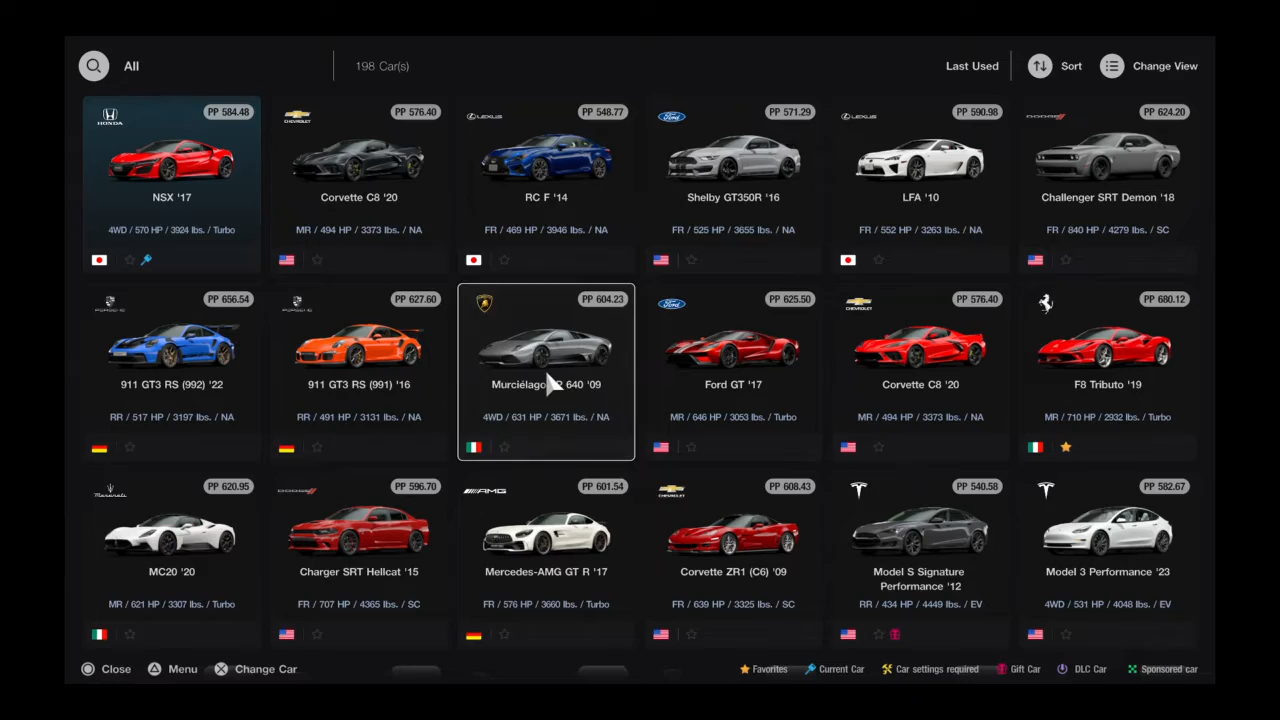 All
198 Car(s)
Last Used
Sort
Change View
HONDA
PP 584.48
NSX '17
4WD / 570 HP / 3924 lbs. / Turbo
CHEVROLET
PP 576.40
Corvette C8 '20
MR / 494 HP / 3373 lbs. / NA
LEXUS
PP 548.77
RC F '14
FR / 469 HP / 3946 lbs. / NA
Ford
PP 571.29
Shelby GT350R '16
FR / 525 HP / 3655 lbs. / NA
LEXUS
PP 590.98
LFA '10
FR / 552 HP / 3263 lbs. / NA
DODGE
PP 624.20
Challenger SRT Demon '18
FR / 840 HP / 4279 lbs. / SC
PORSCHE
PP 656.54
911 GT3 RS (992) '22
RR / 517 HP / 3197 lbs. / NA
PORSCHE
PP 627.60
911 GT3 RS (991) '16
RR / 491 HP / 3131 lbs. / NA
PP 604.23
Murciélago 640 '09
4WD / 631 HP / 3671 lbs. / NA
Ford
PP 625.50
Ford GT '17
MR / 646 HP / 3053 lbs. / Turbo
CHEVROLET
PP 576.40
Corvette C8 '20
MR / 494 HP / 3373 lbs. / NA
PP 680.12
F8 Tributo '19
MR / 710 HP / 2932 lbs. / Turbo
Maserati
PP 620.95
MC20 '20
MR / 621 HP / 3307 lbs. / Turbo
DODGE
PP 596.70
Charger SRT Hellcat '15
FR / 707 HP / 4365 lbs. / SC
AMG
PP 601.54
Mercedes-AMG GT R '17
FR / 576 HP / 3660 lbs. / Turbo
CHEVROLET
PP 608.43
Corvette ZR1 (C6) '09
FR / 639 HP / 3325 lbs. / SC
PP 540.58
Model S Signature
Performance '12
RR / 434 HP / 4449 lbs. / EV
PP 582.67
Model 3 Performance '23
4WD / 531 HP / 4048 lbs. / EV
Close
Menu
Change Car
Favorites
Current Car
Car settings required
Gift Car
DLC Car
Sponsored car